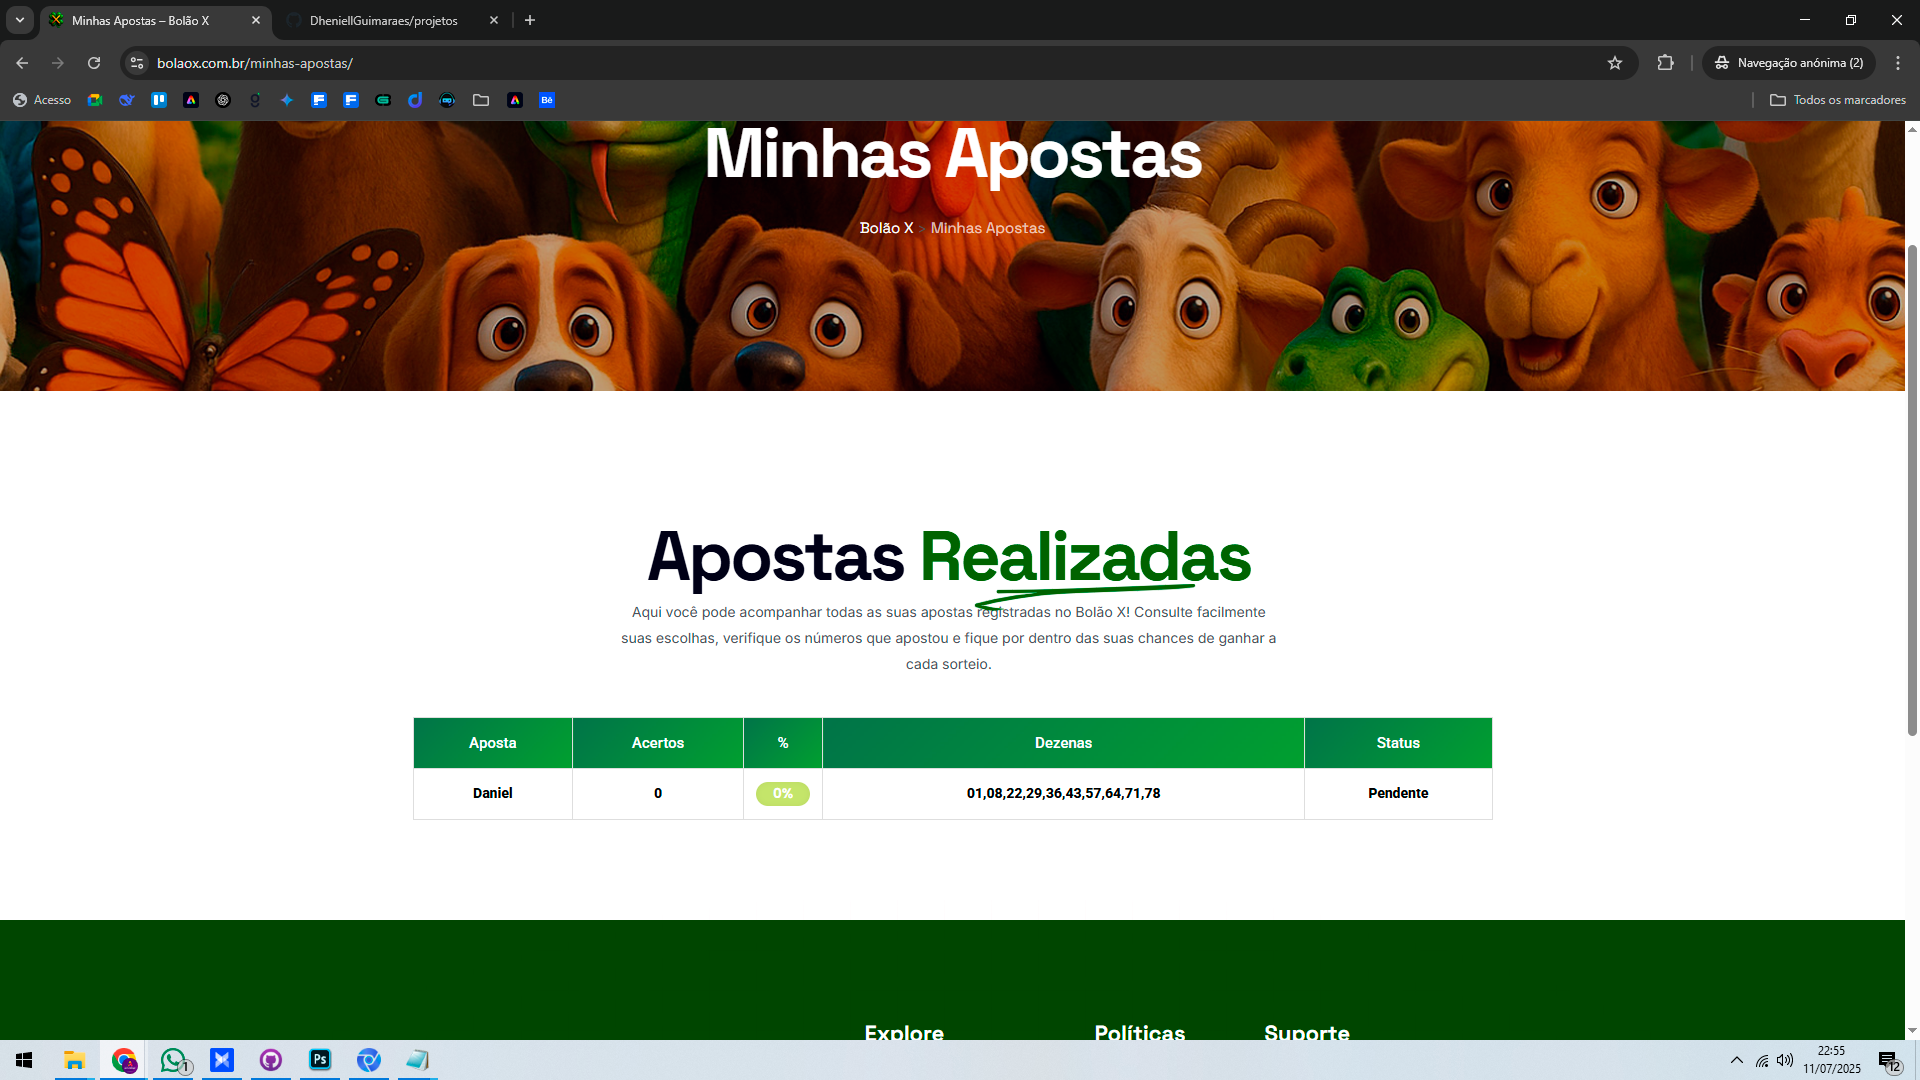 Minhas Apostas – Bolão X
DheniellGuimaraes/projetos
bolaox.com.br/minhas-apostas/
Navegação anónima (2)
Acesso
Bē
Todos os marcadores
Minhas Apostas
Bolão X > Minhas Apostas
Apostas Realizadas
Aqui você pode acompanhar todas as suas apostas registradas no Bolão X! Consulte facilmente
suas escolhas, verifique os números que apostou e fique por dentro das suas chances de ganhar a
cada sorteio.
Aposta Acertos % Dezenas Status
Daniel 0 0% 01,08,22,29,36,43,57,64,71,78 Pendente
Explore Políticas Suporte
1
Ps
22:55
11/07/2025
12